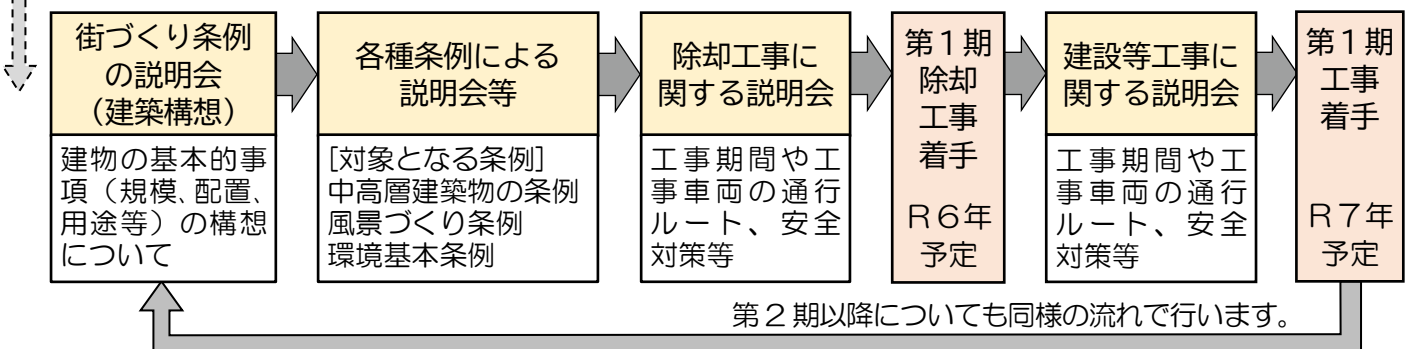 街づくり条例
の説明会
（建築構想）
建物の基本的事
項（規模、配置、
用途等）の構想
について
各種条例による
説明会等
[対象となる条例]
中高層建築物の条例
風景づくり条例
環境基本条例
除却工事に
関する説明会
工事期間や工
事車両の通行
ルート、安全
対策等
第１期
除却
工事
着手
Ｒ６年
予定
建設等工事に
関する説明会
工事期間や工
事車両の通行
ルート、安全
対策等
第１期
工事
着手
Ｒ７年
予定
第２期以降についても同様の流れで行います。